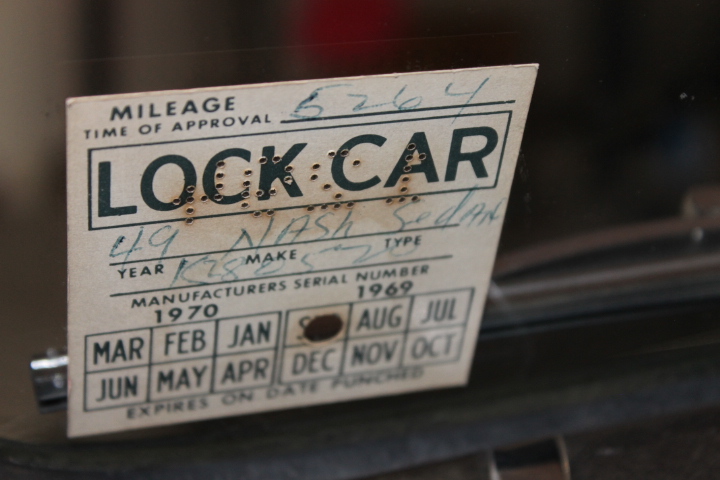 MILEAGE 5264
TIME OF APPROVAL
LOCK CAR
49 NASH Sedan
YEAR MAKE TYPE
MANUFACTURERS SERIAL NUMBER
1970 1969
MAR FEB JAN AUG JUL
JUN MAY APR DEC NOV OCT
EXPIRES ON DATE PUNCHED